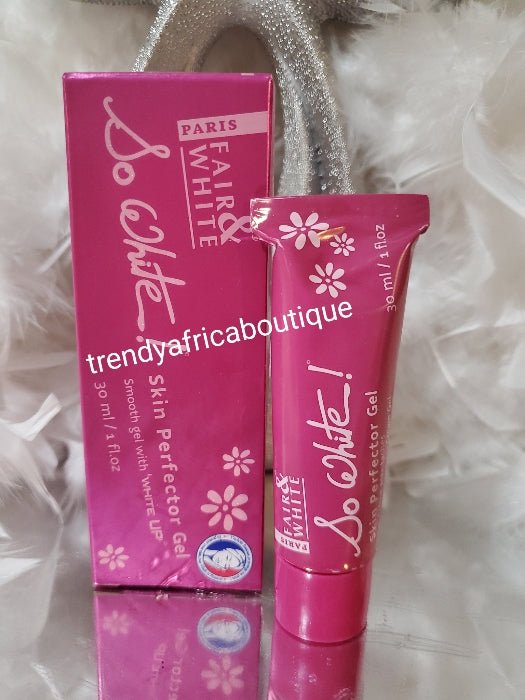 PARIS
FAIR &
WHITE
So White!
Skin Perfector Gel
Smooth gel with 'WHITE UP'
30 ml / 1 fl.oz
trendyafricaboutique
30 ml / 1 fl.oz
So White!
Skin Perfector Gel
FAIR &
WHITE
PARIS